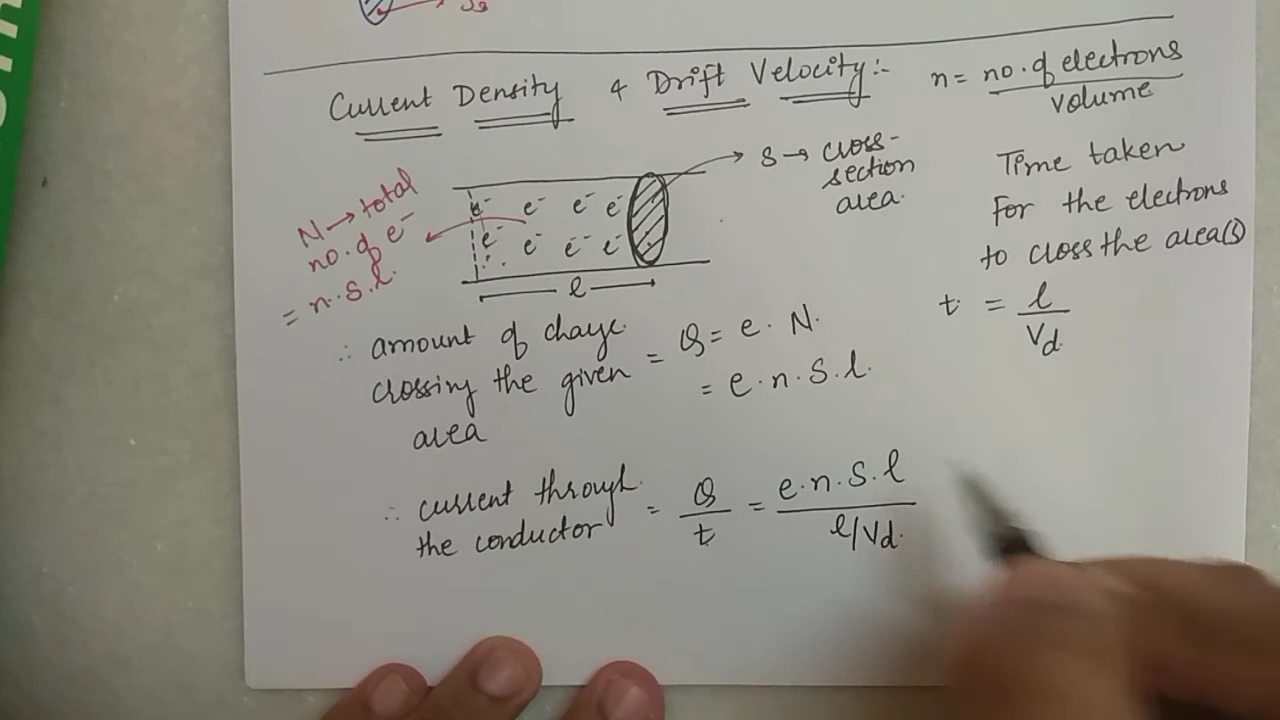 Current Density & Drift Velocity:-
n = no. of electrons
volume
N → total
no. of e⁻
= n.s.l.
e⁻ e⁻ e⁻ e⁻
e⁻ e⁻ e⁻ e⁻
l
S → cross-
section
area.
Time taken
For the electrons
to cross the area(s)
t = l
Vd.
∴ amount of charge
crossing the given = Q = e. N.
area
= e.n.S.l.
∴ current through
the conductor = Q/t = e.n.S.l
l/Vd.